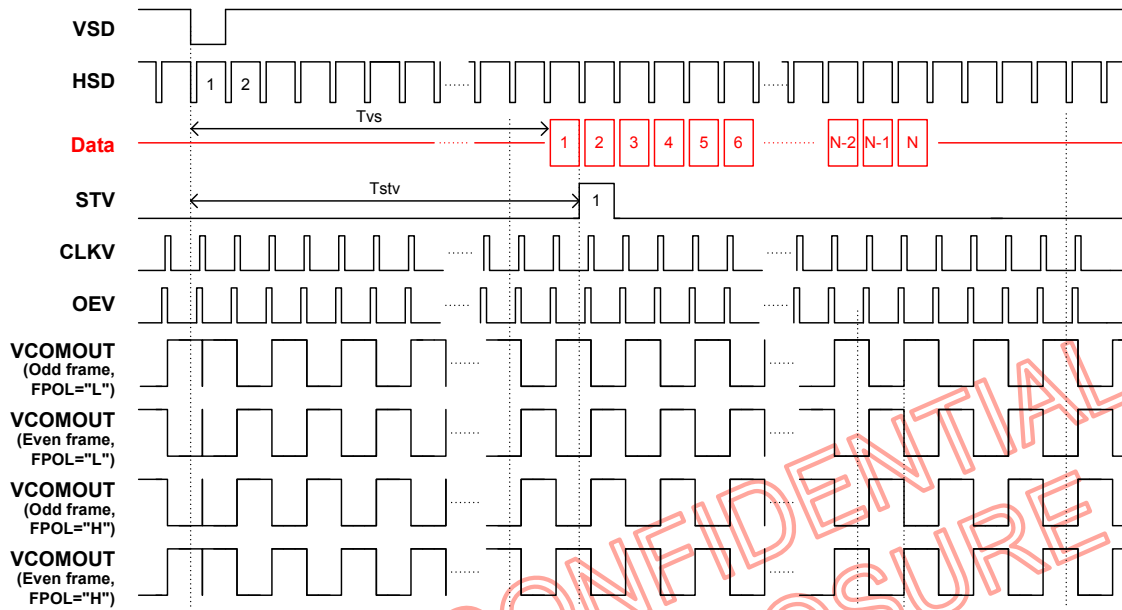 VSD
HSD
1 2
Tvs
Data
1 2 3 4 5 6 N-2 N-1 N
Tstv
STV
1
CLKV
OEV
VCOMOUT
(Odd frame,
FPOL="L")
VCOMOUT
(Even frame,
FPOL="L")
VCOMOUT
(Odd frame,
FPOL="H")
VCOMOUT
(Even frame,
FPOL="H")
CONFIDENTIAL
OSURE